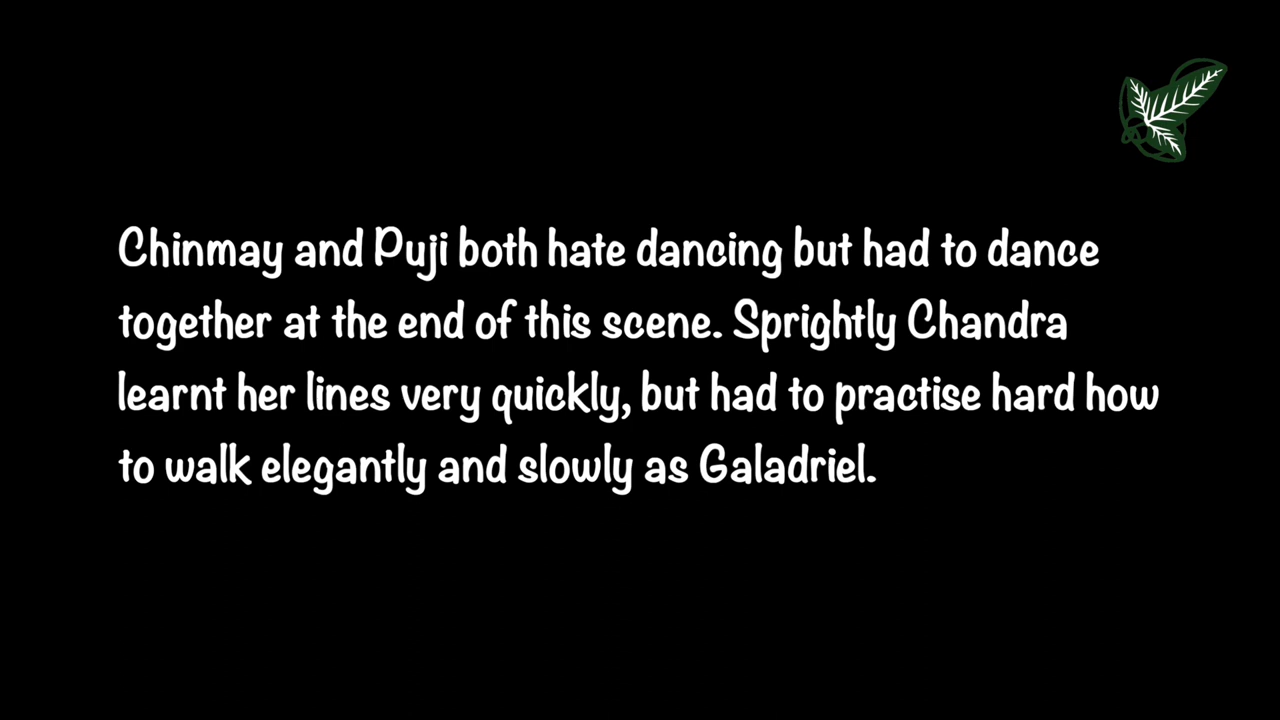 Chinmay and Puji both hate dancing but had to dance
together at the end of this scene. Sprightly Chandra
learnt her lines very quickly, but had to practise hard how
to walk elegantly and slowly as Galadriel.